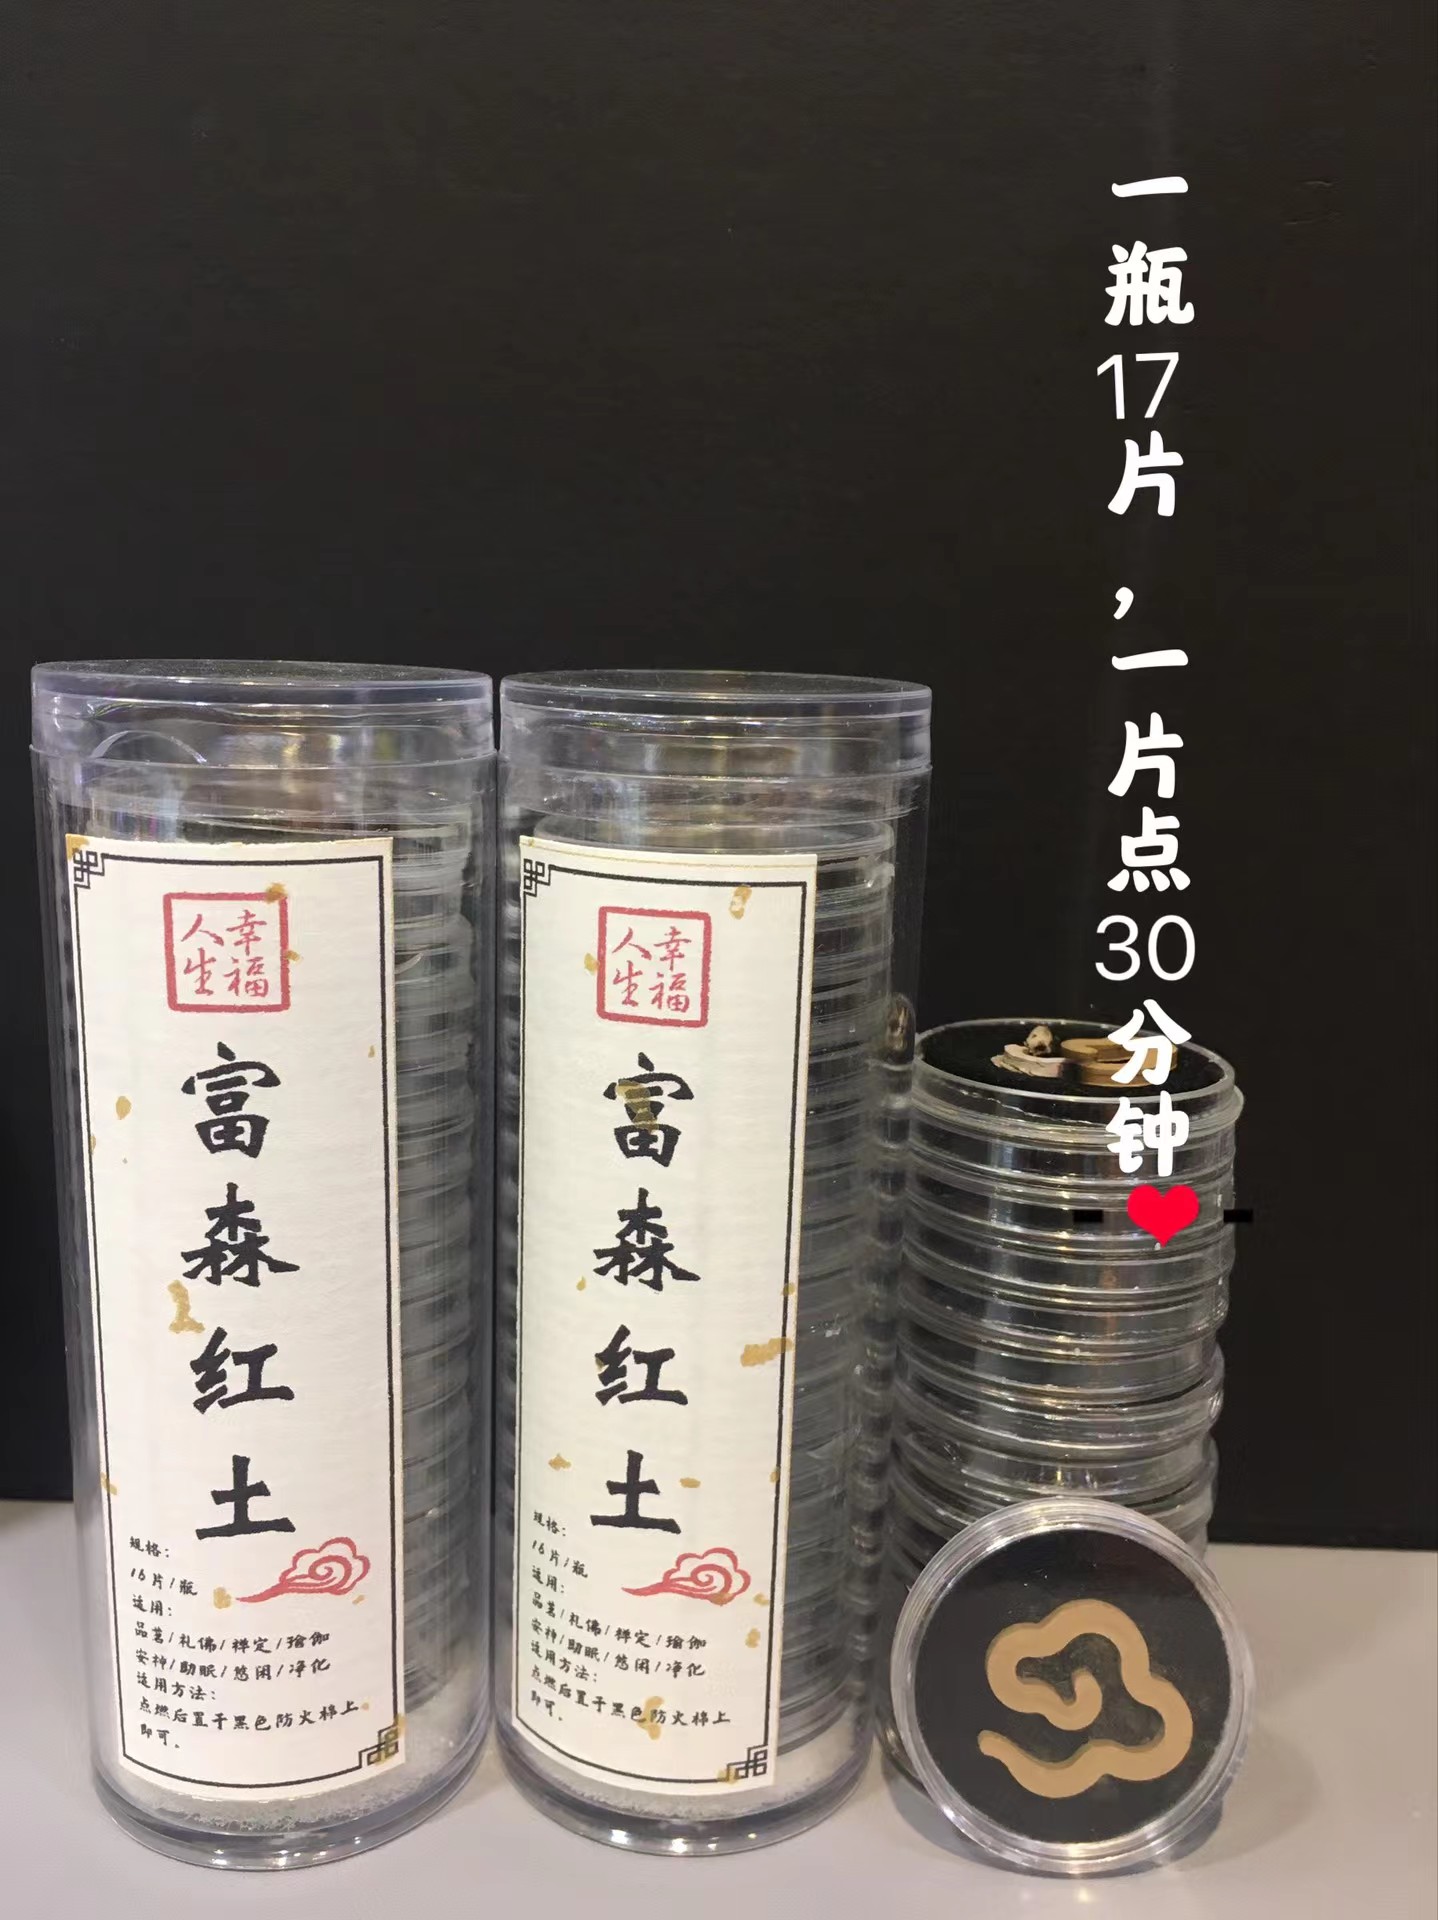 一瓶17片，一片点30分钟❤
幸福
人生
富森红土
规格：
16片/瓶
适用：
品茗/礼佛/禅定/瑜伽
安神/助眠/悠闲/净化
适用方法：
点燃后置于黑色防火棉上
即可。
幸福
人生
富森红土
规格：
16片/瓶
适用：
品茗/礼佛/禅定/瑜伽
安神/助眠/悠闲/净化
适用方法：
点燃后置于黑色防火棉上
即可。